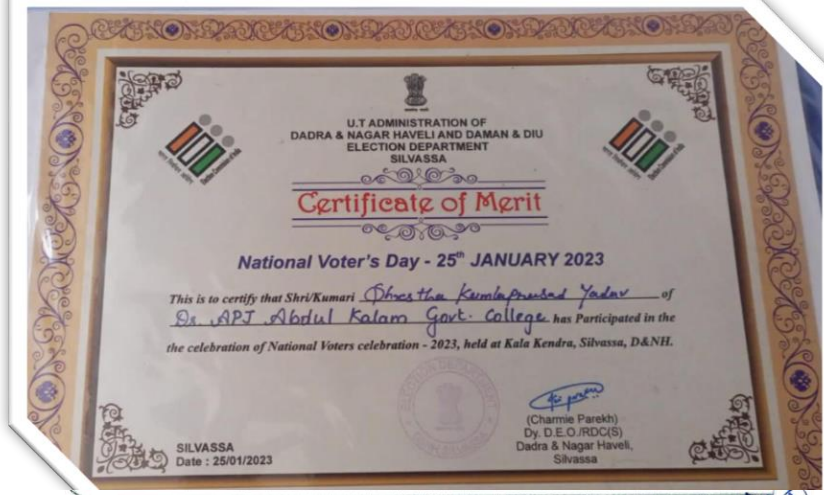 U.T ADMINISTRATION OF
DADRA & NAGAR HAVELI AND DAMAN & DIU
ELECTION DEPARTMENT
SILVASSA
Certificate of Merit
National Voter's Day - 25th JANUARY 2023
This is to certify that Shri/Kumari Yadav of
Dr. APJ Abdul Kalam Govt. College has Participated in the
the celebration of National Voters celebration - 2023, held at Kala Kendra, Silvassa, D&NH.
(Charmie Parekh)
Dy. D.E.O./RDC(S)
Dadra & Nagar Haveli,
Silvassa
SILVASSA
Date : 25/01/2023